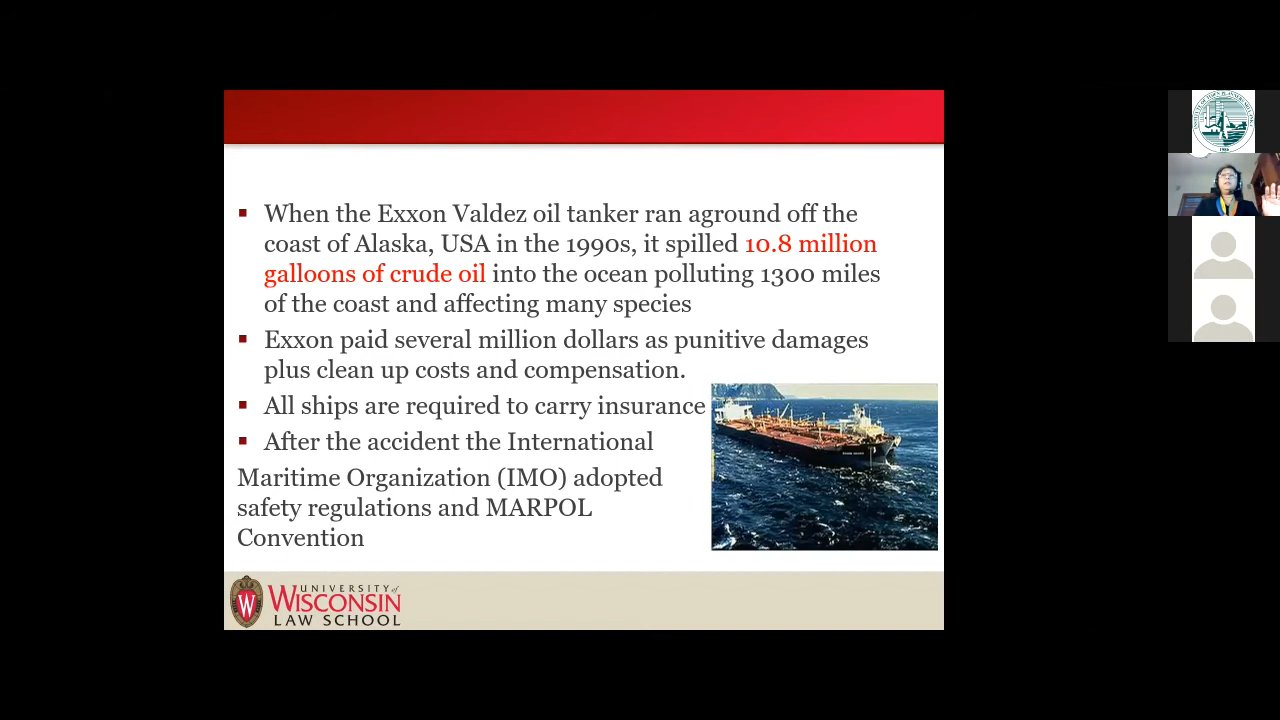 When the Exxon Valdez oil tanker ran aground off the
coast of Alaska, USA in the 1990s, it spilled 10.8 million
galloons of crude oil into the ocean polluting 1300 miles
of the coast and affecting many species
Exxon paid several million dollars as punitive damages
plus clean up costs and compensation.
All ships are required to carry insurance
After the accident the International
Maritime Organization (IMO) adopted
safety regulations and MARPOL
Convention
UNIVERSITY of
WISCONSIN
LAW SCHOOL
W